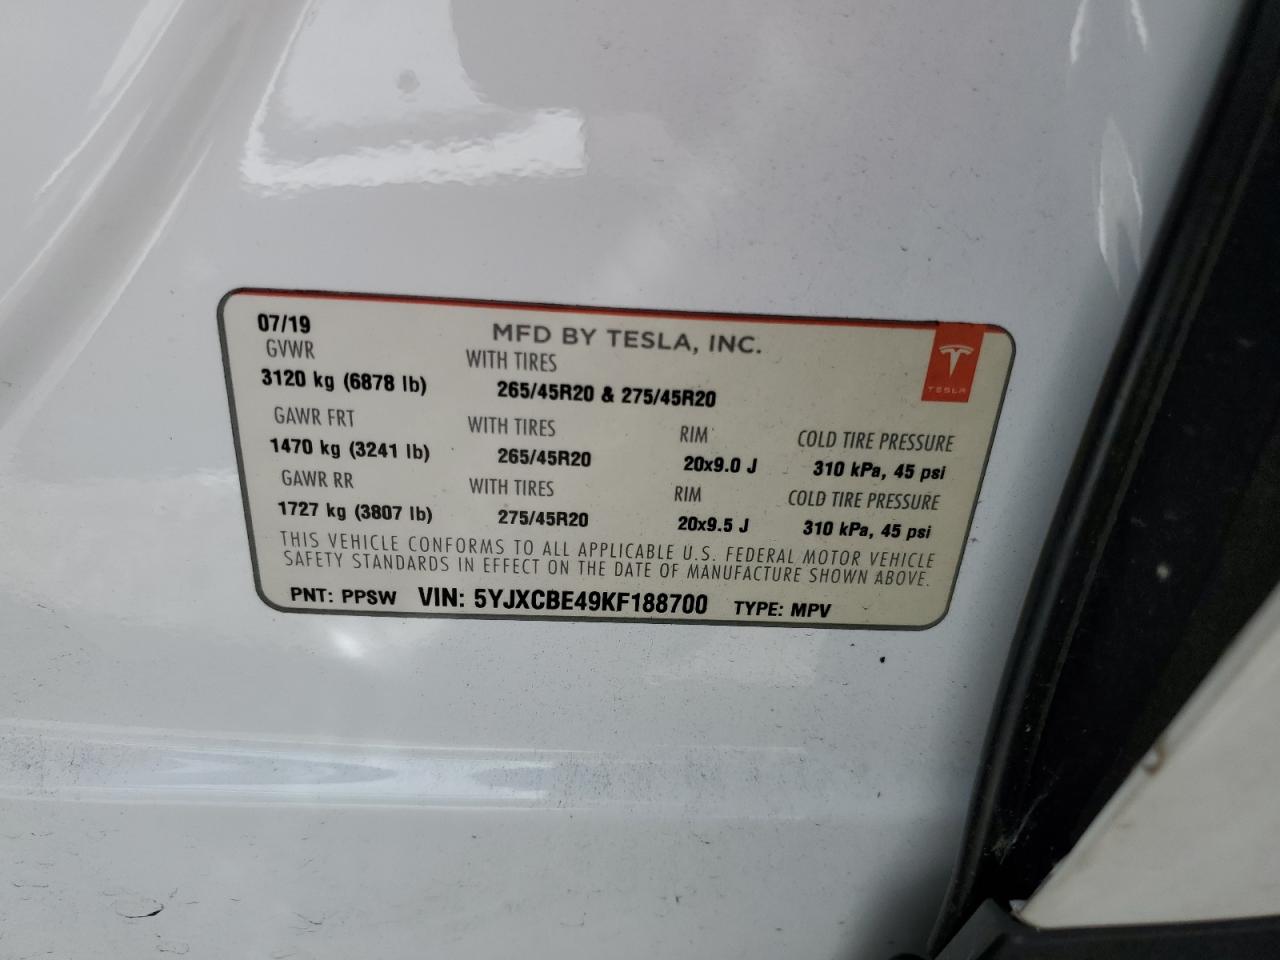 07/19 MFD BY TESLA, INC.
TESLA
GVWR WITH TIRES
3120 kg (6878 lb) 265/45R20 & 275/45R20
GAWR FRT WITH TIRES RIM COLD TIRE PRESSURE
1470 kg (3241 lb) 265/45R20 20x9.0 J 310 kPa, 45 psi
GAWR RR WITH TIRES RIM COLD TIRE PRESSURE
1727 kg (3807 lb) 275/45R20 20x9.5 J 310 kPa, 45 psi
THIS VEHICLE CONFORMS TO ALL APPLICABLE U.S. FEDERAL MOTOR VEHICLE
SAFETY STANDARDS IN EFFECT ON THE DATE OF MANUFACTURE SHOWN ABOVE.
PNT: PPSW VIN: 5YJXCBE49KF188700 TYPE: MPV